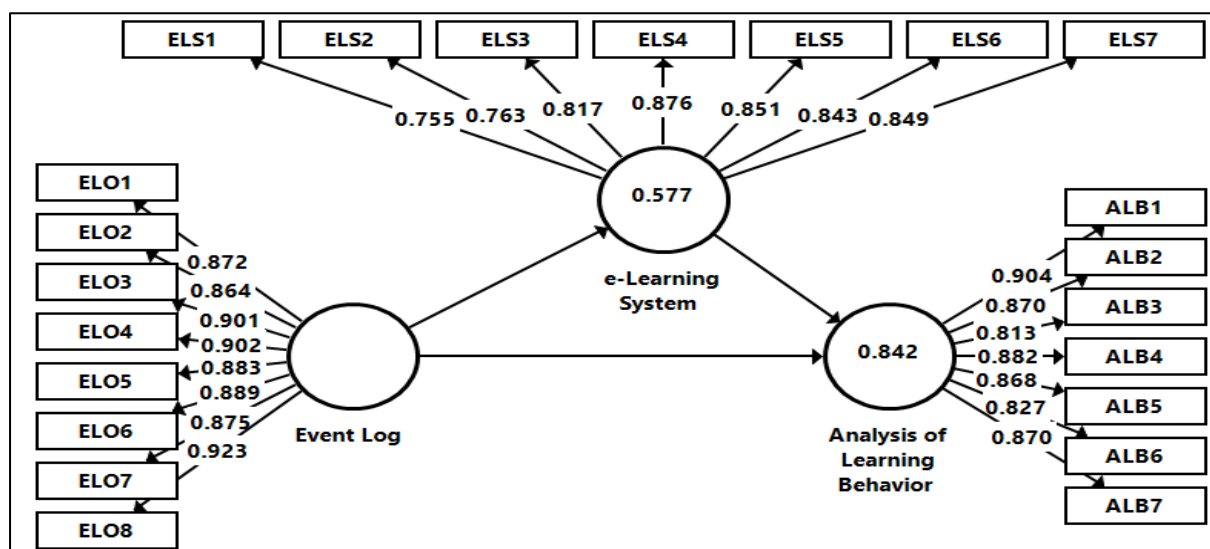 ELS1
ELS2
ELS3
ELS4
ELS5
ELS6
ELS7
0.755
0.763
0.817
0.876
0.851
0.843
0.849
ELO1
ELO2
ELO3
ELO4
ELO5
ELO6
ELO7
ELO8
0.872
0.864
0.901
0.902
0.883
0.889
0.875
0.923
Event Log
0.577
e-Learning
System
0.842
Analysis of
Learning
Behavior
0.904
0.870
0.813
0.882
0.868
0.827
0.870
ALB1
ALB2
ALB3
ALB4
ALB5
ALB6
ALB7